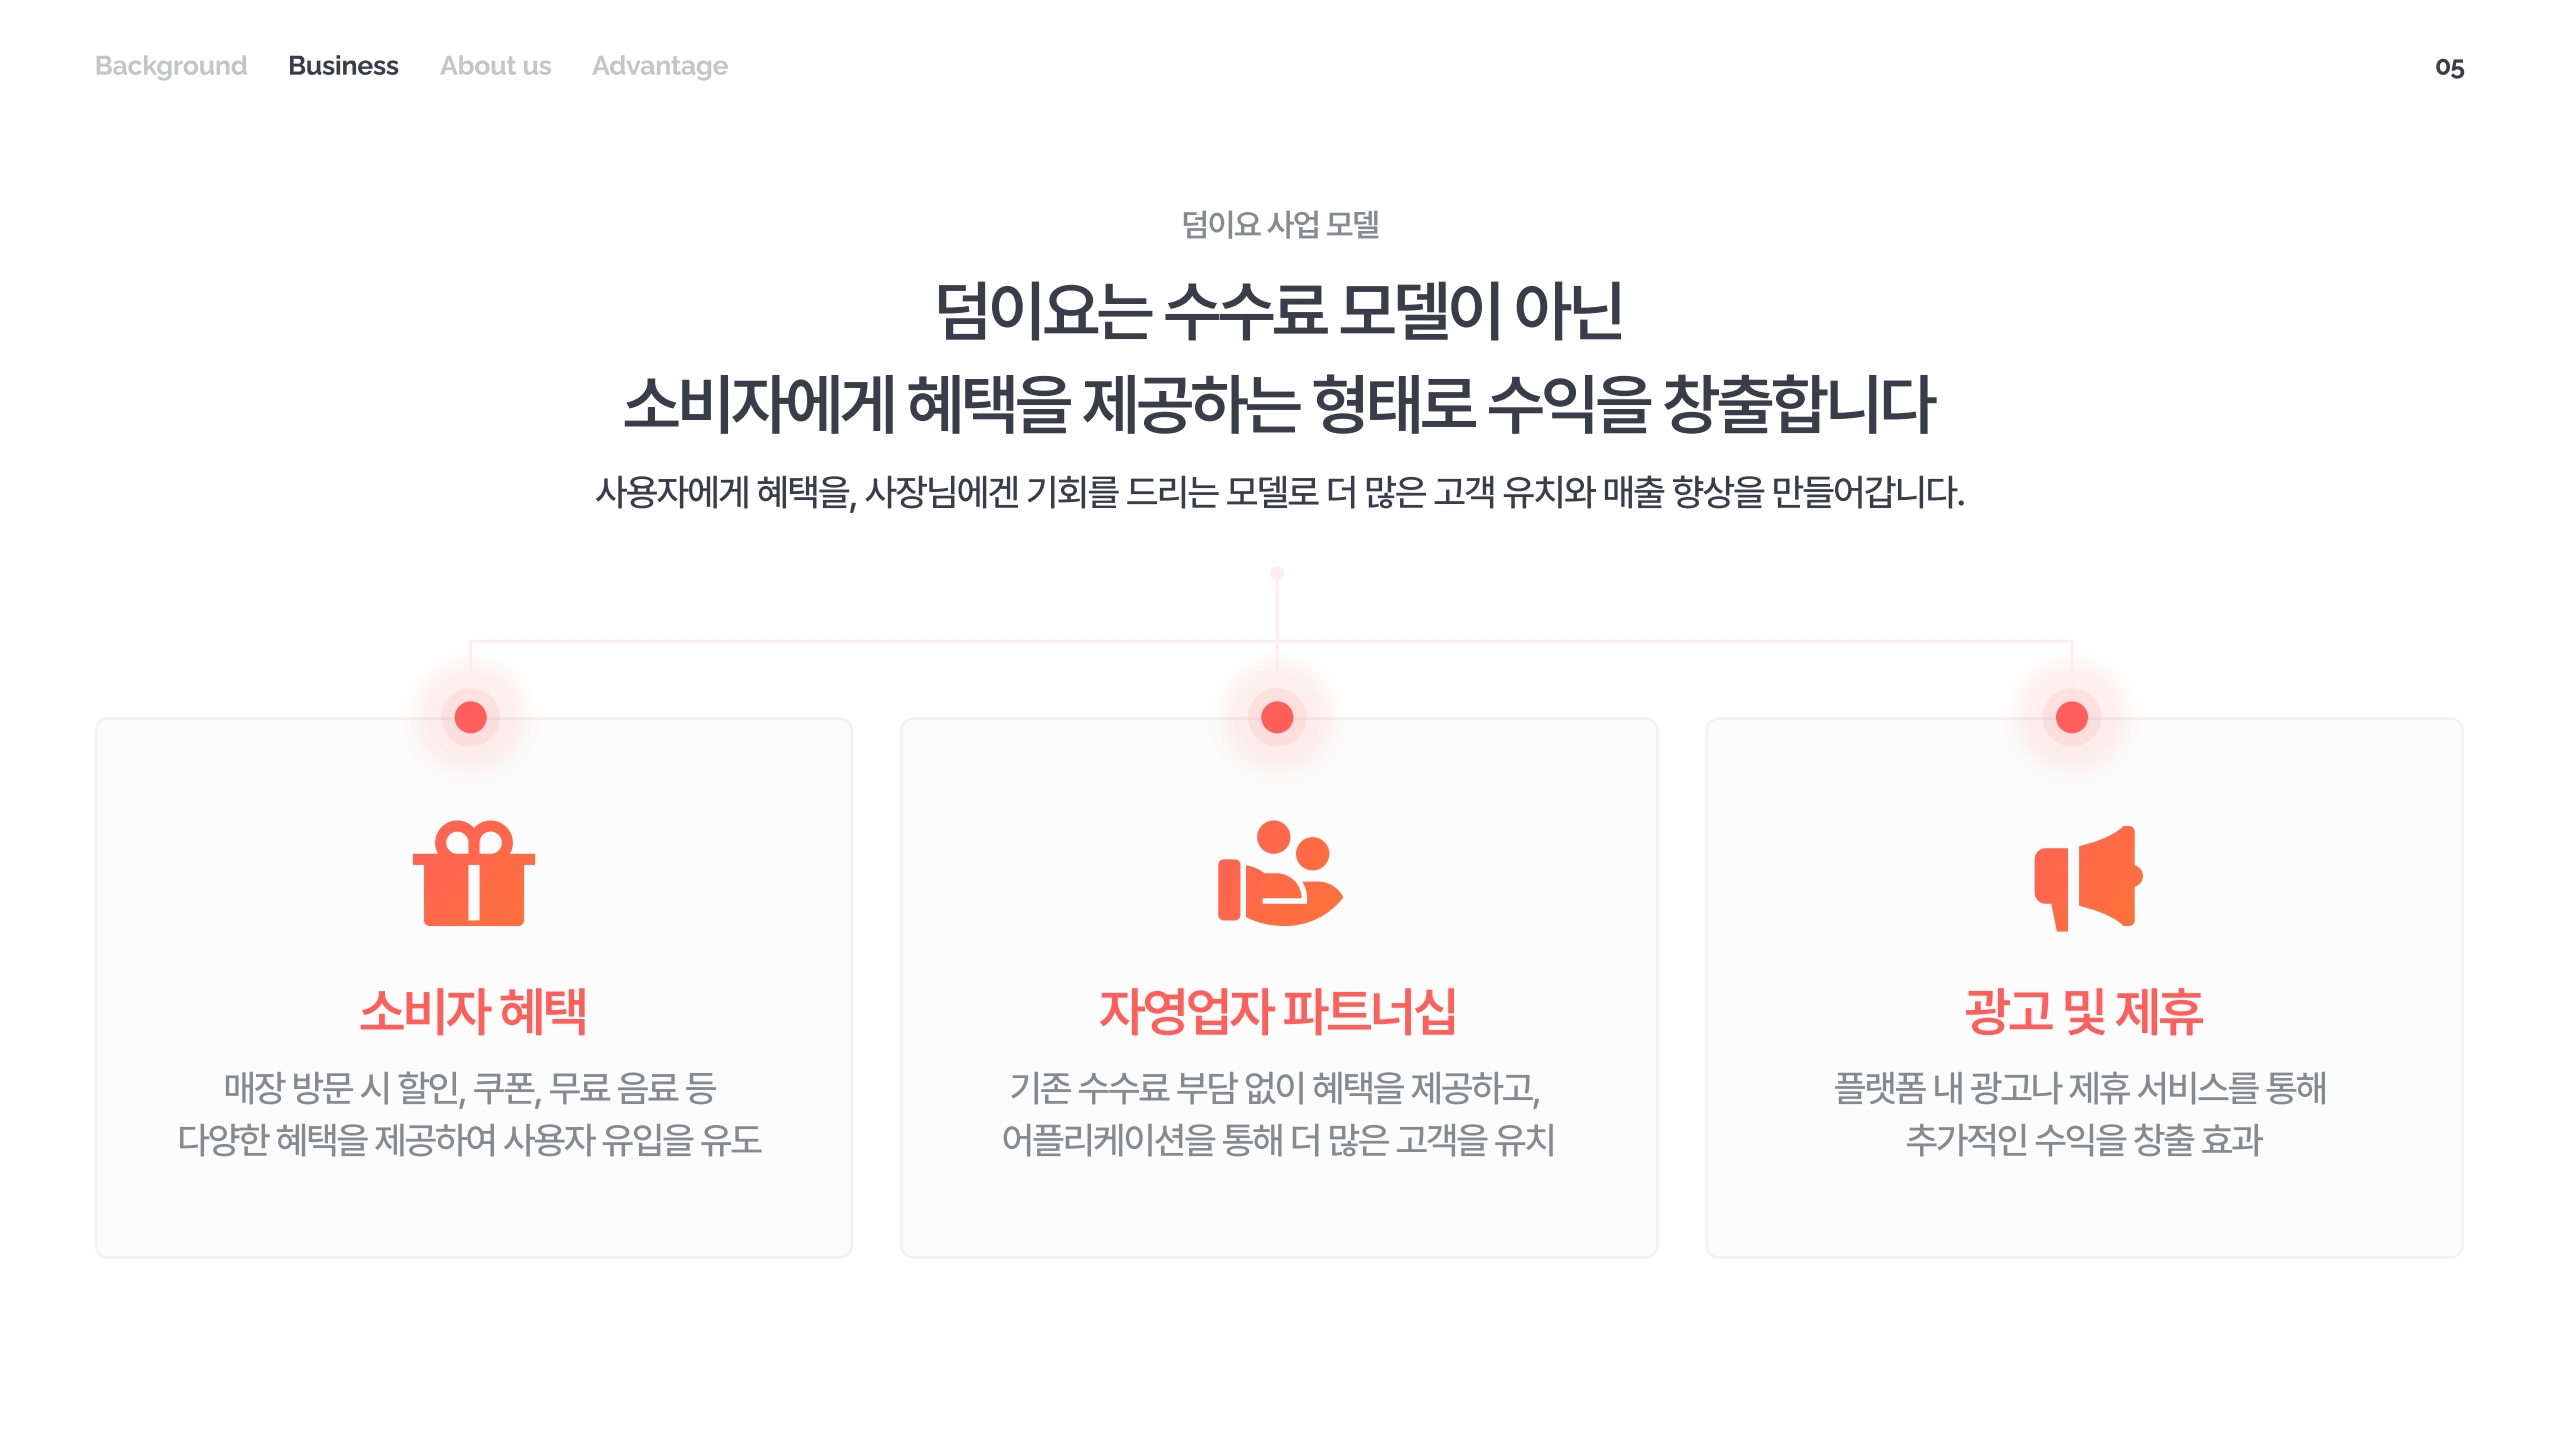 Background Business About us Advantage 05
덤이요 사업 모델
덤이요는 수수료 모델이 아닌
소비자에게 혜택을 제공하는 형태로 수익을 창출합니다
사용자에게 혜택을, 사장님에겐 기회를 드리는 모델로 더 많은 고객 유치와 매출 향상을 만들어갑니다.
소비자 혜택
매장 방문 시 할인, 쿠폰, 무료 음료 등
다양한 혜택을 제공하여 사용자 유입을 유도
자영업자 파트너십
기존 수수료 부담 없이 혜택을 제공하고,
어플리케이션을 통해 더 많은 고객을 유치
광고 및 제휴
플랫폼 내 광고나 제휴 서비스를 통해
추가적인 수익을 창출 효과